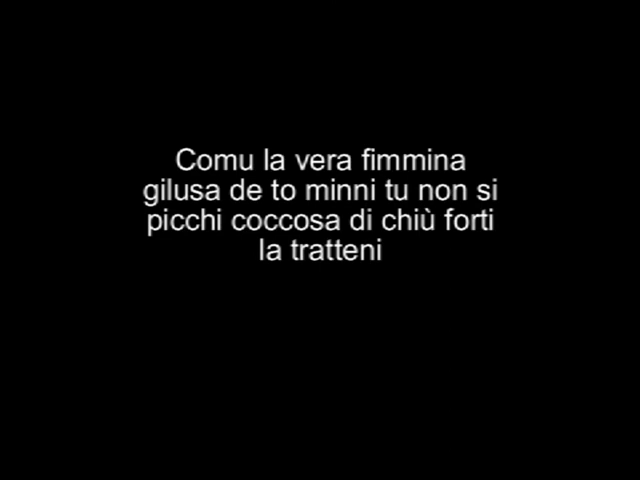 Comu la vera fimmina
gilusa de to minni tu non si
picchi coccosa di chiù forti
la tratteni